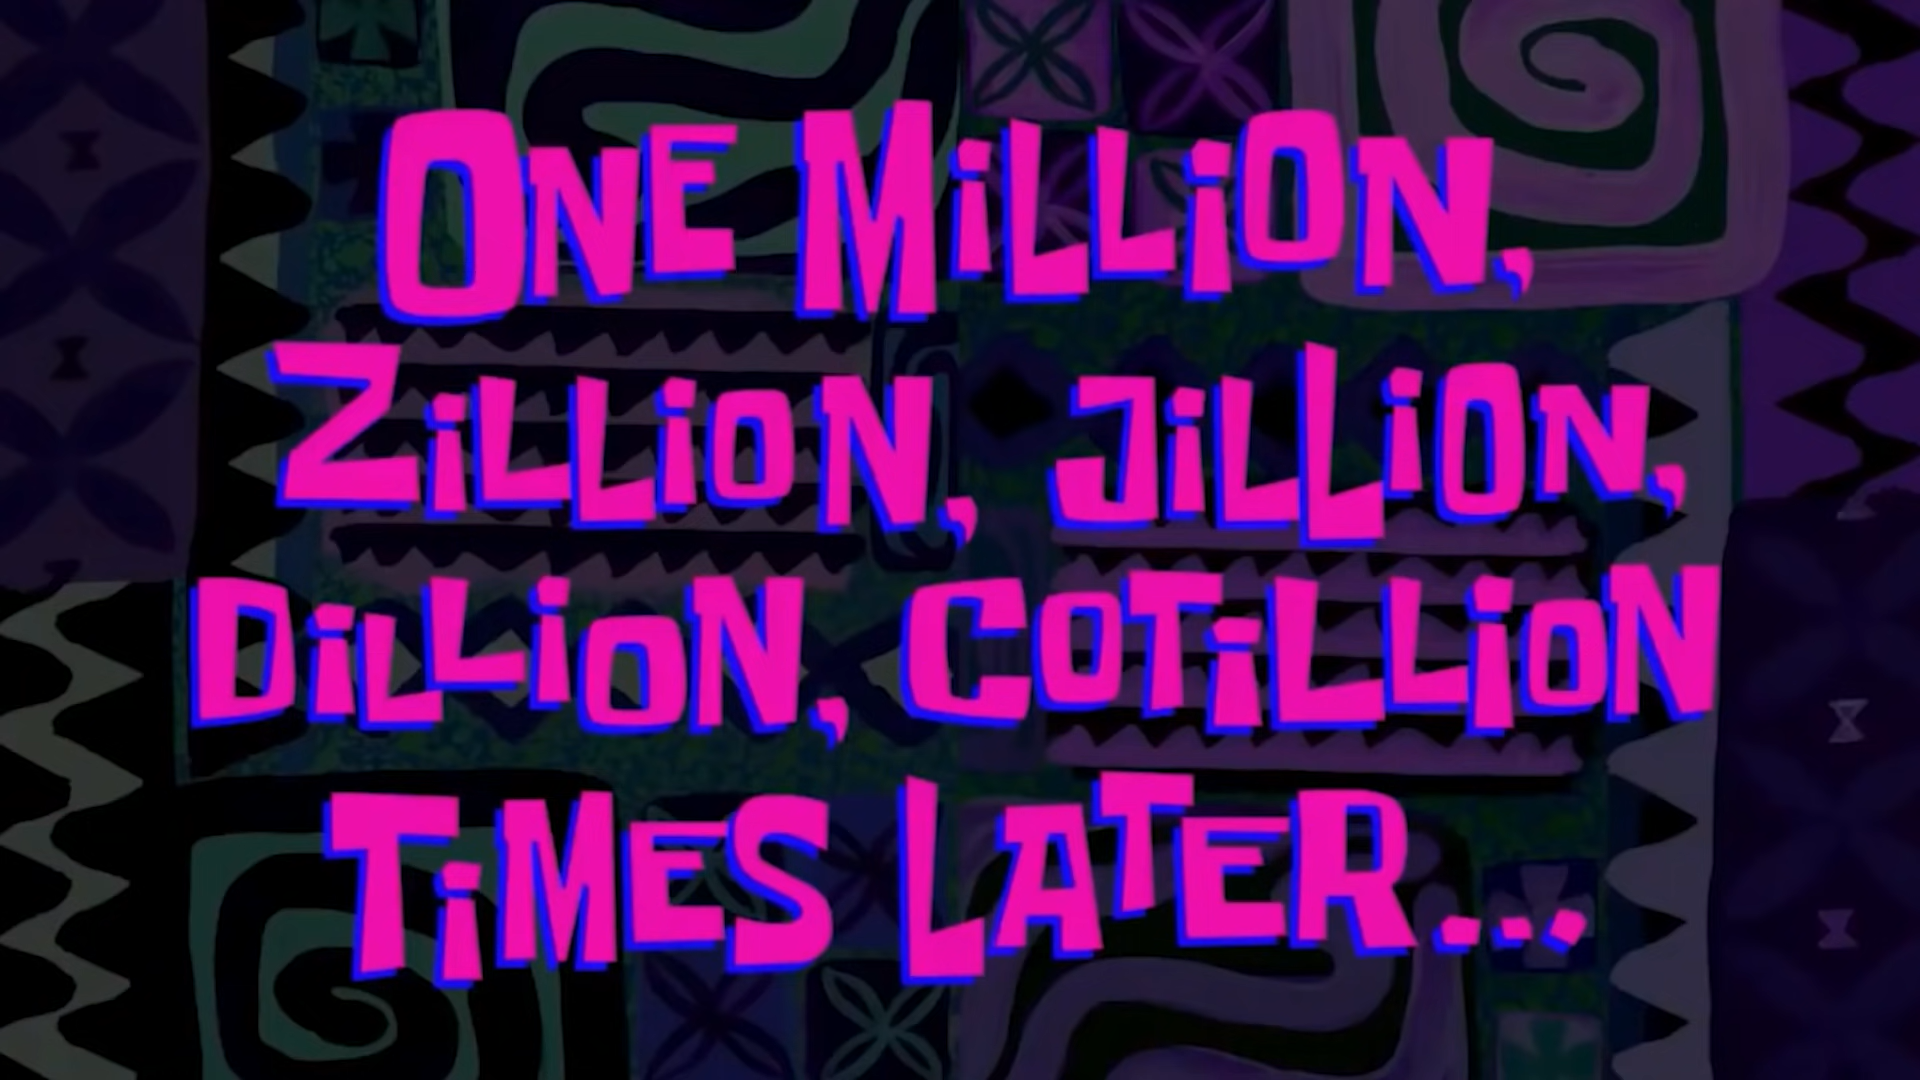 ONE MiLLiON,
ZiLLiON, JiLLiON,
DiLLiON, COTiLLiON
TiMES LATER...